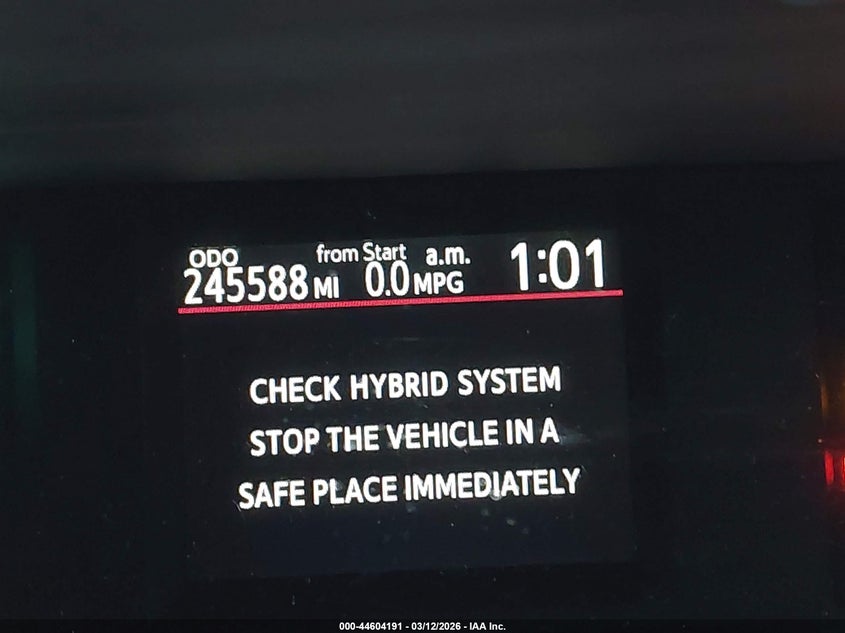 ODO from Start a.m. 1:01
245588 MI 0.0 MPG
CHECK HYBRID SYSTEM
STOP THE VEHICLE IN A
SAFE PLACE IMMEDIATELY
000-44604191 - 03/12/2026 - IAA Inc.